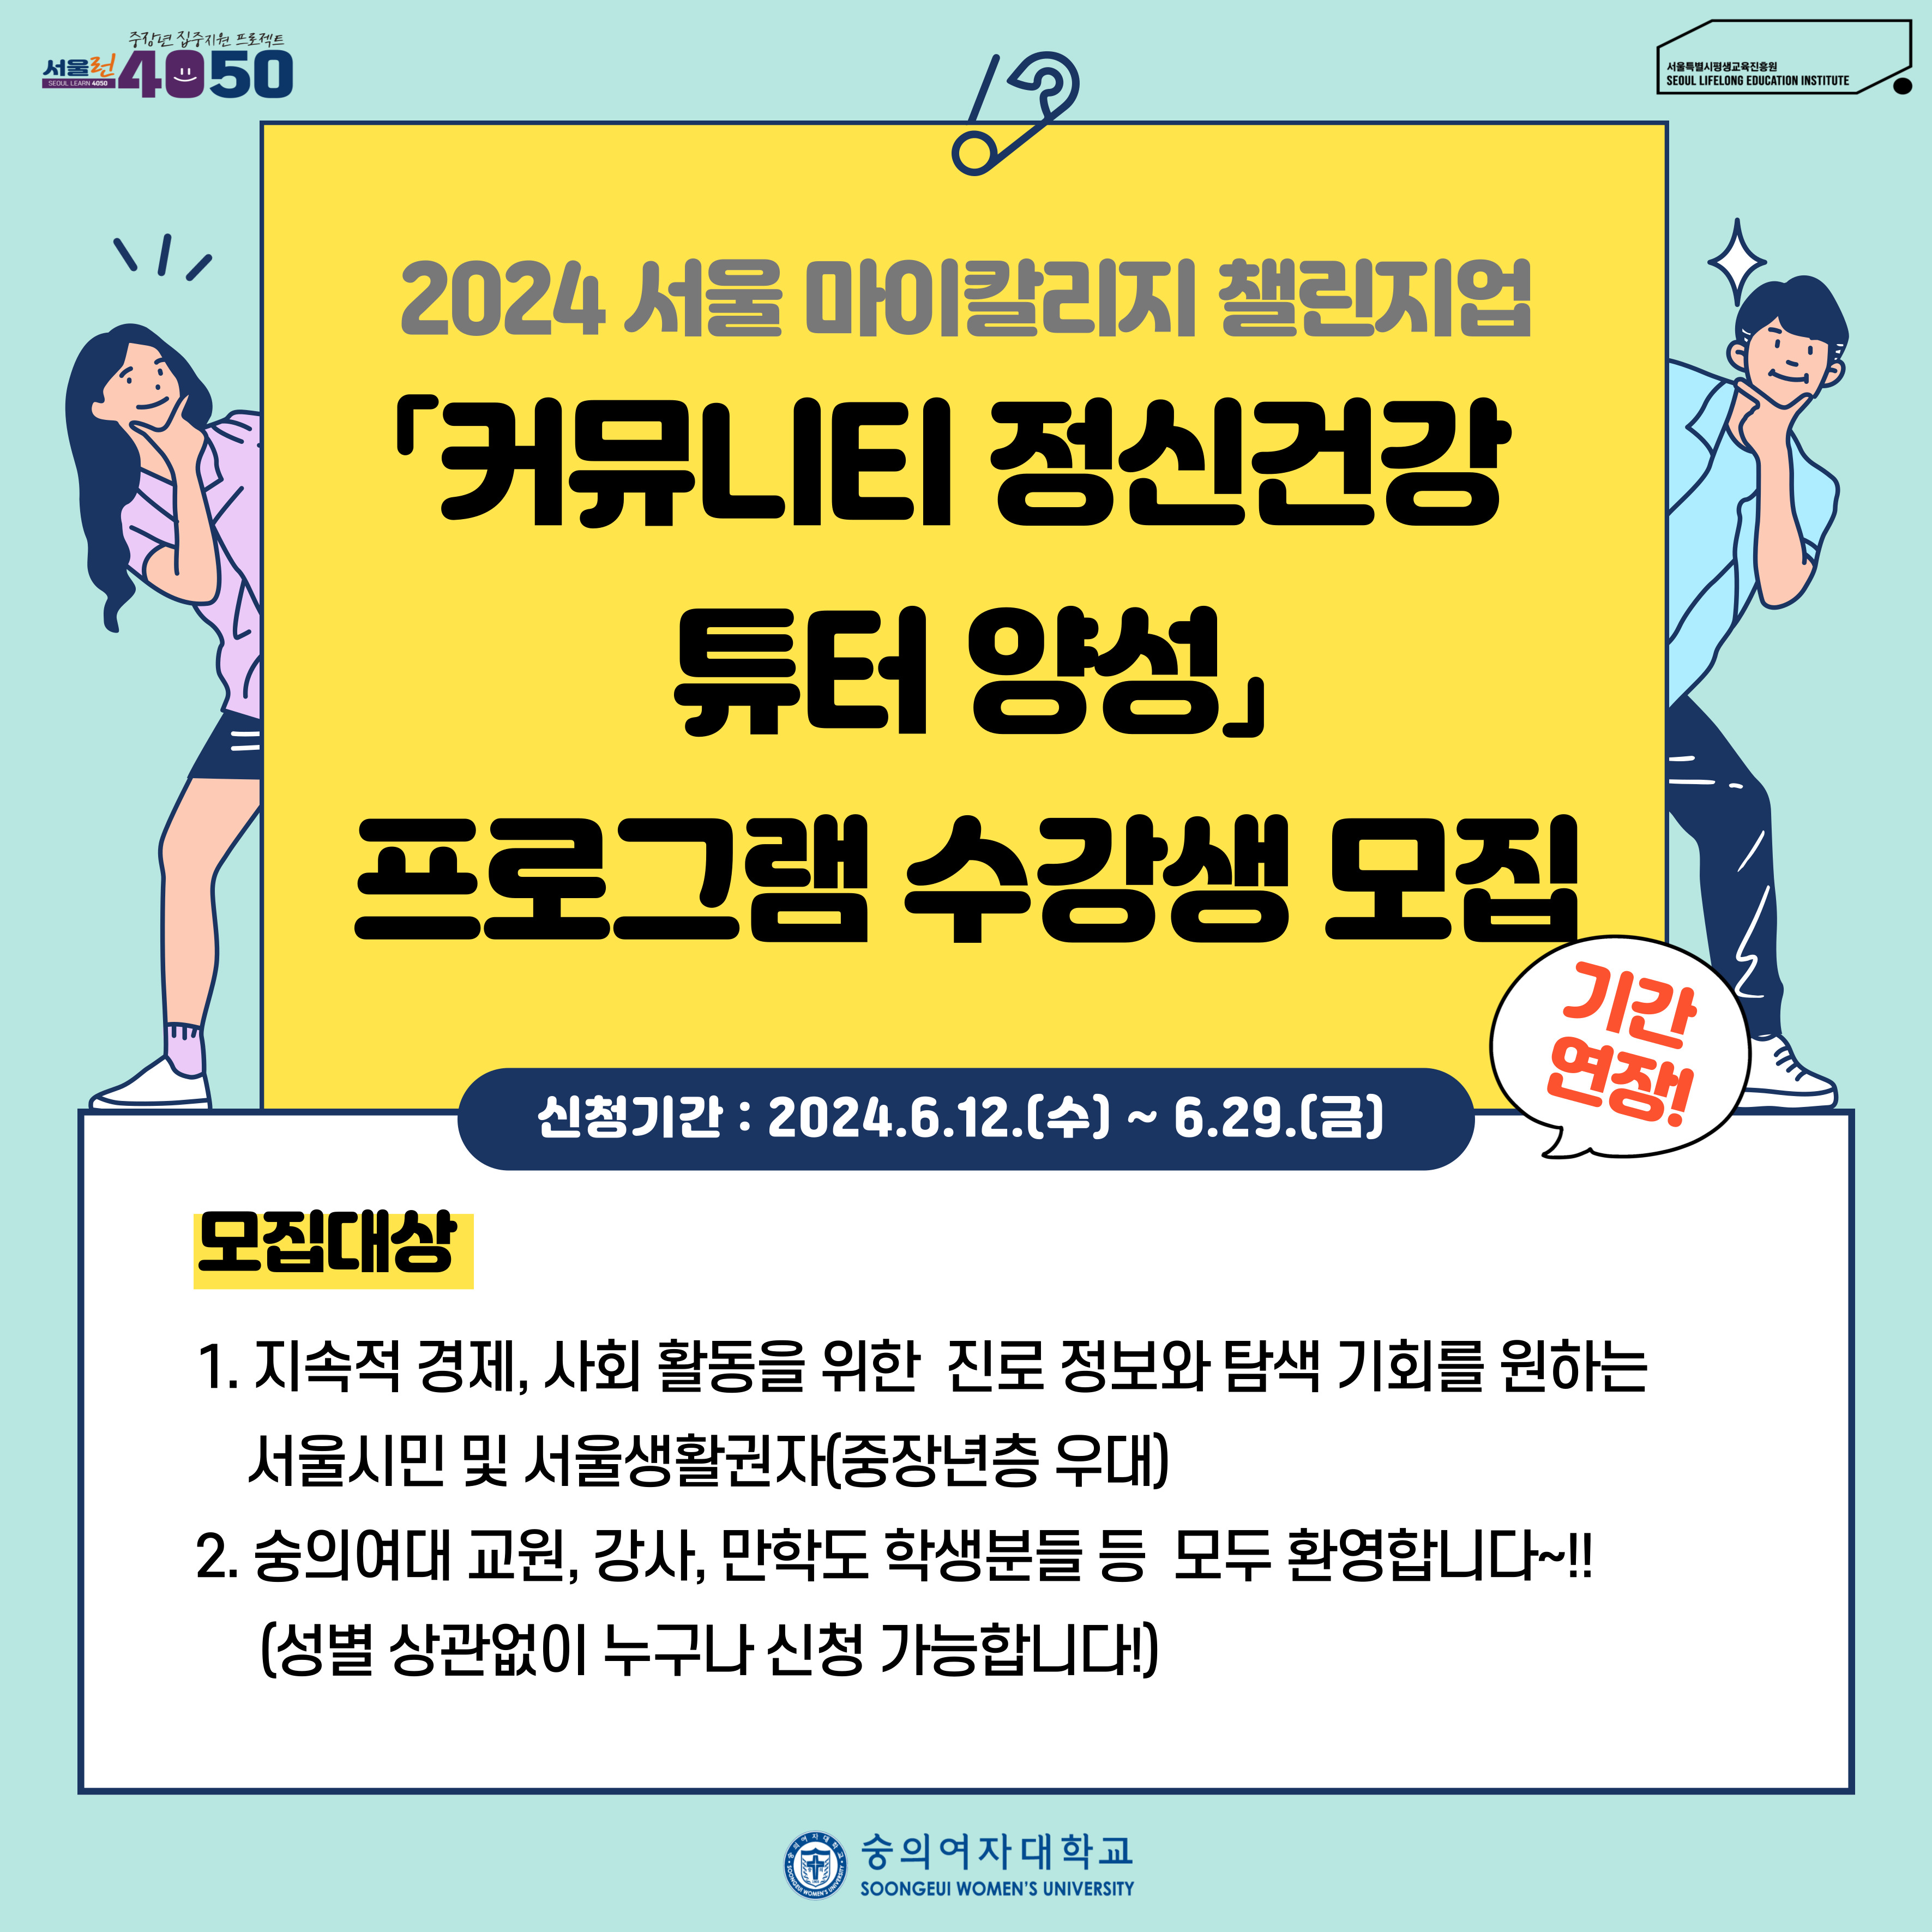 중장년 집중지원 프로젝트
서울런 4050
SEOUL LEARN 4050
서울특별시평생교육진흥원
SEOUL LIFELONG EDUCATION INSTITUTE
2024 서울 마이칼리지 챌린지업
「커뮤니티 정신건강
튜터 양성」
프로그램 수강생 모집
기간
연장!
신청기간 : 2024.6.12.(수) ~ 6.29.(금)
모집대상
1. 지속적 경제, 사회 활동을 위한 진로 정보와 탐색 기회를 원하는
서울시민 및 서울생활권자(중장년층 우대)
2. 숭의여대 교원, 강사, 만학도 학생분들 등 모두 환영합니다~!!
(성별 상관없이 누구나 신청 가능합니다!)
숭의여자대학교
SOONGEUI WOMEN'S UNIVERSITY